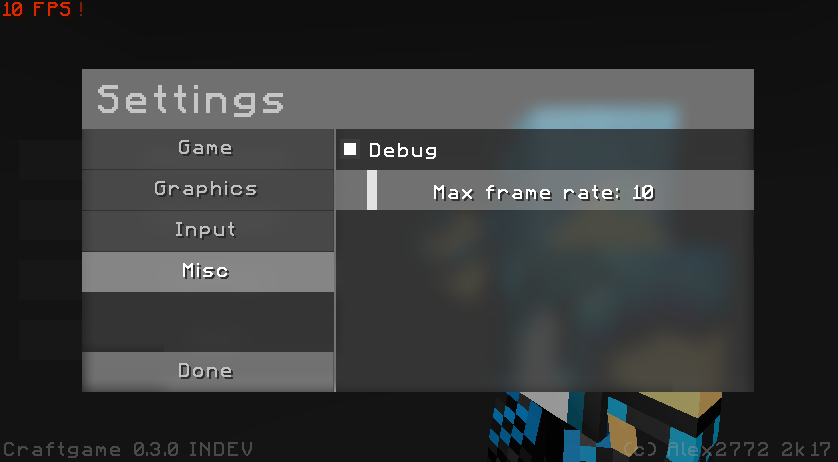 10 FPS!
Settings
Game
Debug
Graphics
Max frame rate: 10
Input
Misc
Done
Craftgame 0.3.0 INDEV
(c) Alex2772 2k17